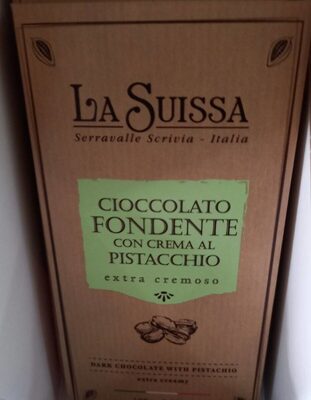 LA SUISSA
Serravalle Scrivia - Italia
CIOCCOLATO
FONDENTE
CON CREMA AL
PISTACCHIO
extra cremoso
DARK CHOCOLATE WITH PISTACHIO
extra creamy